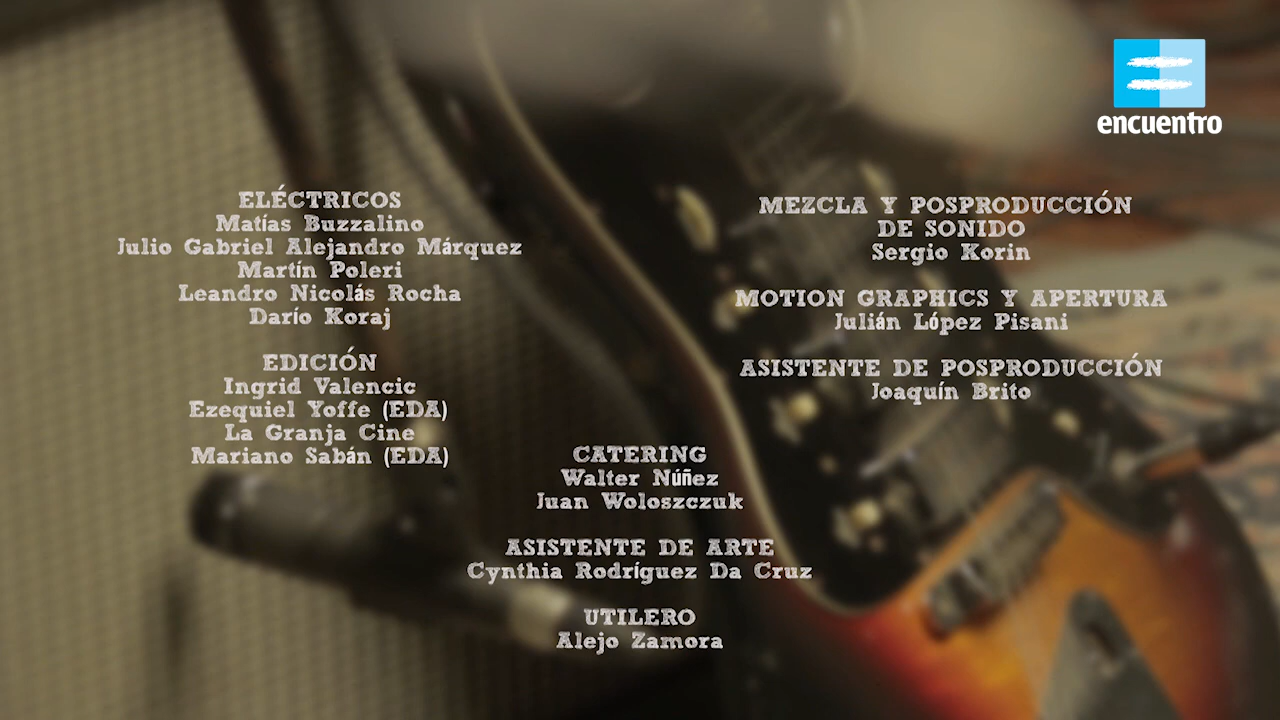 encuentro
ELÉCTRICOS
Matías Buzzalino
Julio Gabriel Alejandro Márquez
Martín Poleri
Leandro Nicolás Rocha
Darío Koraj
EDICIÓN
Ingrid Valencic
Ezequiel Yoffe (EDA)
La Granja Cine
Mariano Sabán (EDA)
CATERING
Walter Núñez
Juan Woloszczuk
ASISTENTE DE ARTE
Cynthia Rodríguez Da Cruz
UTILERO
Alejo Zamora
MEZCLA Y POSPRODUCCIÓN
DE SONIDO
Sergio Korin
MOTION GRAPHICS Y APERTURA
Julián López Pisani
ASISTENTE DE POSPRODUCCIÓN
Joaquín Brito